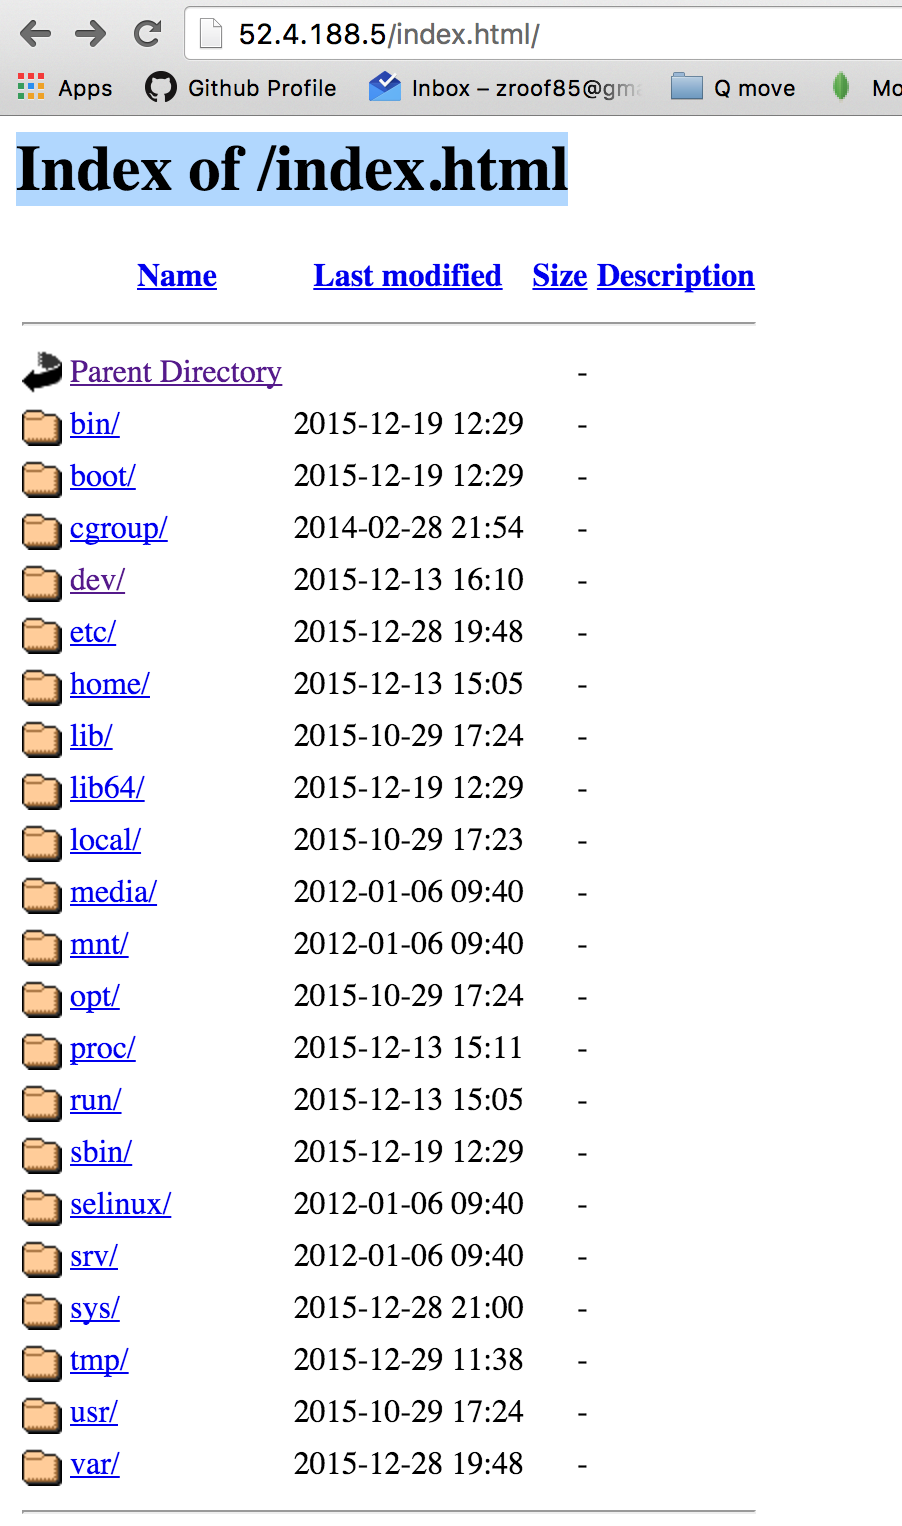 52.4.188.5/index.html/
Apps Github Profile Inbox – zroof85@gma Q move Mo
Index of /index.html
Name Last modified Size Description
Parent Directory -
bin/ 2015-12-19 12:29 -
boot/ 2015-12-19 12:29 -
cgroup/ 2014-02-28 21:54 -
dev/ 2015-12-13 16:10 -
etc/ 2015-12-28 19:48 -
home/ 2015-12-13 15:05 -
lib/ 2015-10-29 17:24 -
lib64/ 2015-12-19 12:29 -
local/ 2015-10-29 17:23 -
media/ 2012-01-06 09:40 -
mnt/ 2012-01-06 09:40 -
opt/ 2015-10-29 17:24 -
proc/ 2015-12-13 15:11 -
run/ 2015-12-13 15:05 -
sbin/ 2015-12-19 12:29 -
selinux/ 2012-01-06 09:40 -
srv/ 2012-01-06 09:40 -
sys/ 2015-12-28 21:00 -
tmp/ 2015-12-29 11:38 -
usr/ 2015-10-29 17:24 -
var/ 2015-12-28 19:48 -